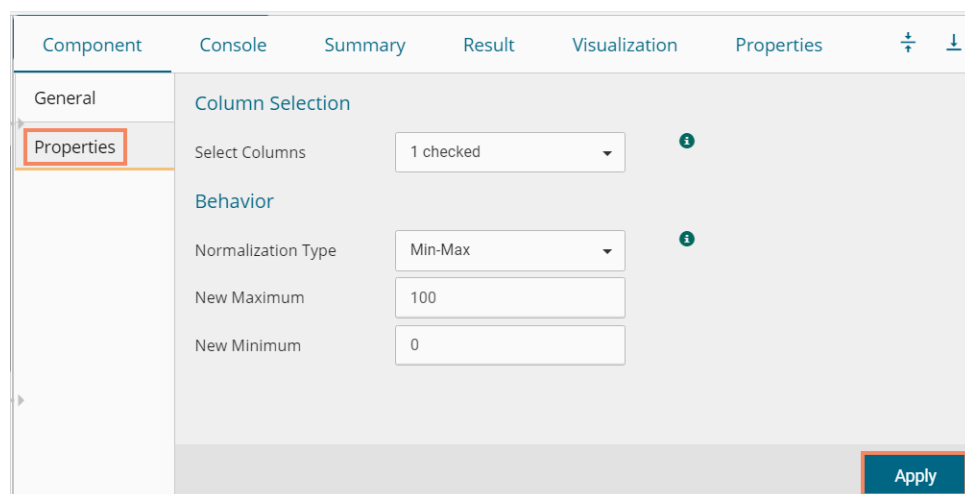 Component Console Summary Result Visualization Properties
General
Properties
Column Selection
Select Columns 1 checked
Behavior
Normalization Type Min-Max
New Maximum 100
New Minimum 0
Apply